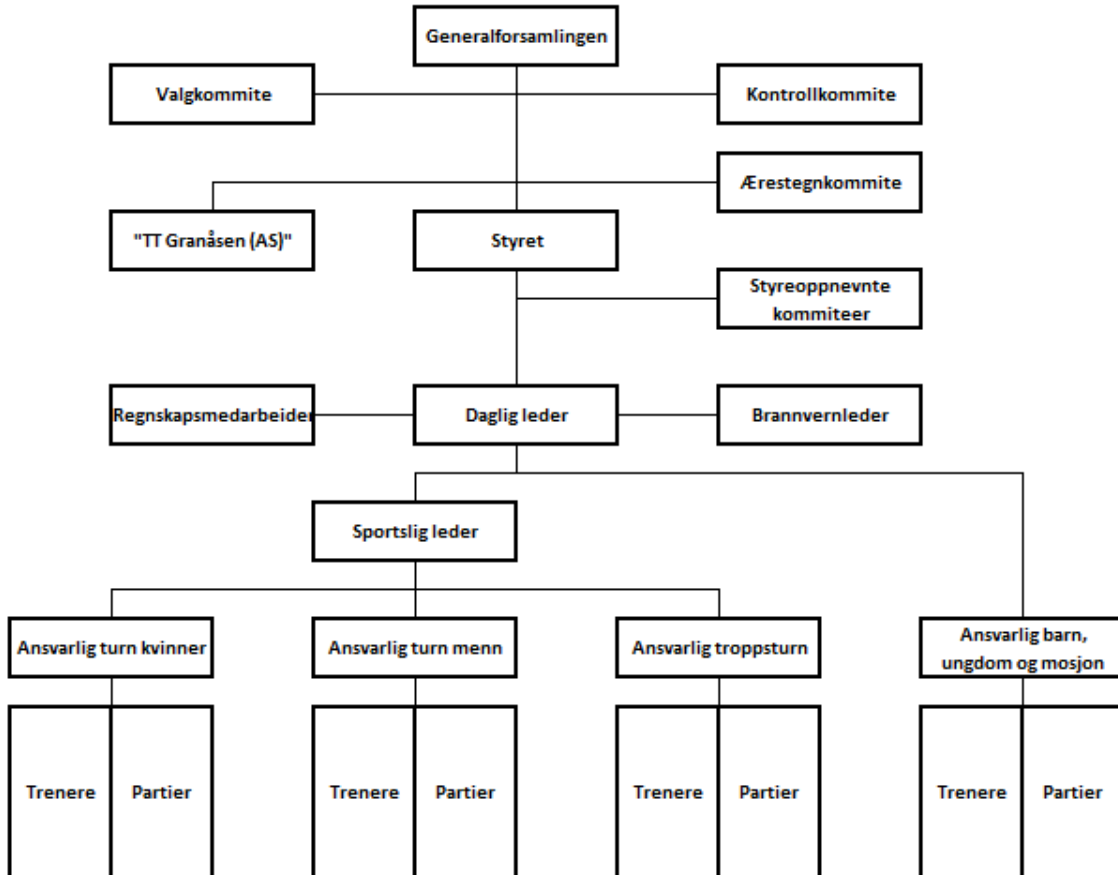 Generalforsamlingen
Valgkommite
Kontrollkommite
Ærestegnkommite
"TT Granåsen (AS)"
Styret
Styreoppnevnte
kommiteer
Regnskapsmedarbeider
Daglig leder
Brannvernleder
Sportslig leder
Ansvarlig turn kvinner
Ansvarlig turn menn
Ansvarlig troppsturn
Ansvarlig barn,
ungdom og mosjon
Trenere
Partier
Trenere
Partier
Trenere
Partier
Trenere
Partier